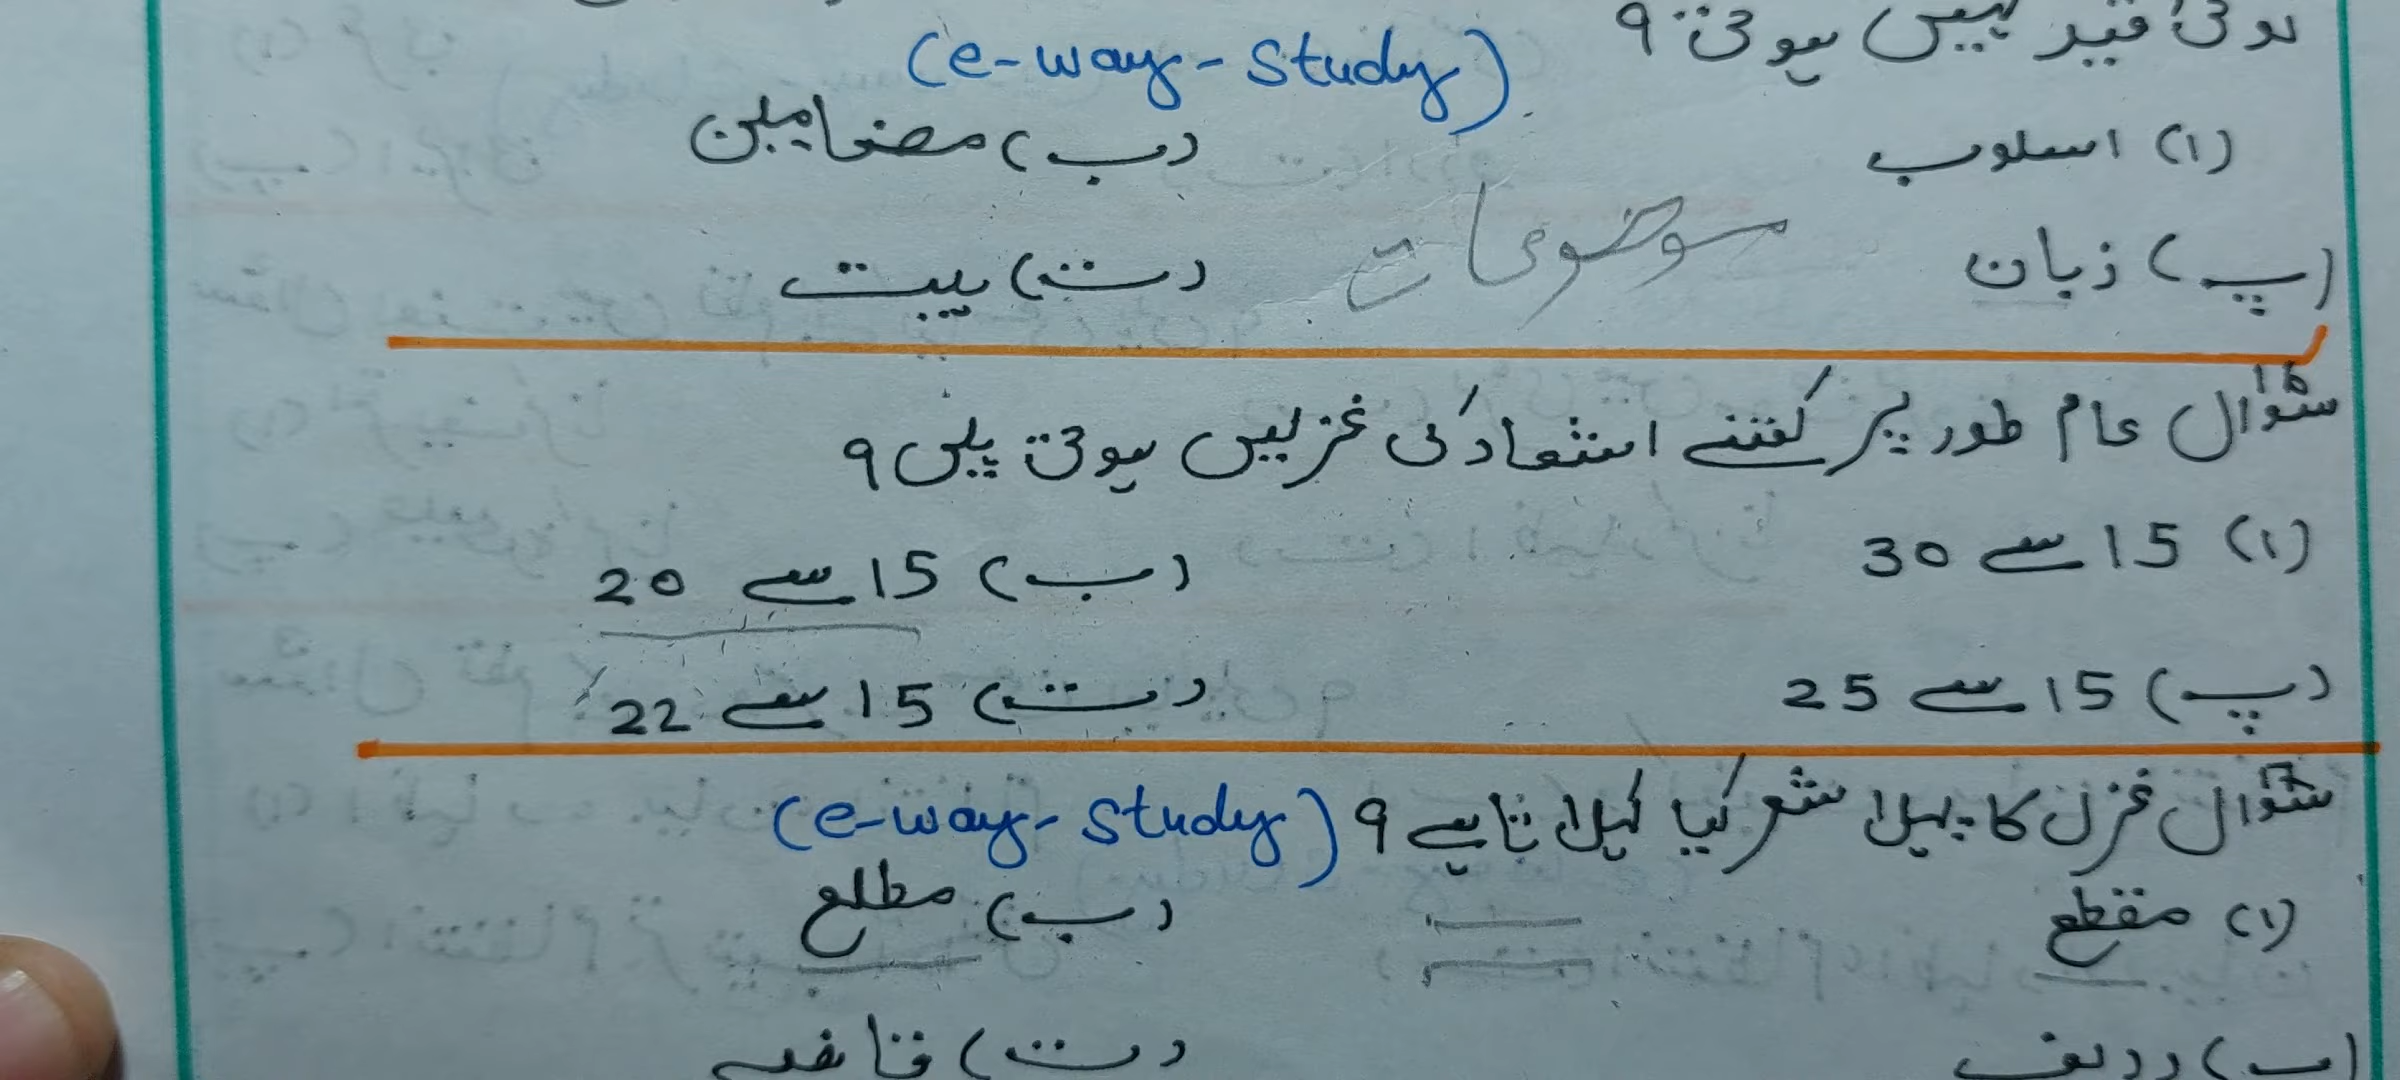 کوئی قید نہیں ہوتی؟
(e-way-study)
(ا) اسلوب (ب) مضامین
موضوعات
(پ) زبان (ت) ہیت
سوال 16 عام طور پر کتنے اشعار کی غزلیں ہوتی ہیں؟
(ا) 15 سے 30 (ب) 15 سے 20
(پ) 15 سے 25 (ت) 15 سے 22
سوال 17 غزل کا پہلا شعر کیا کہلاتا ہے؟ (e-way-study)
(ا) مقطع (ب) مطلع
(پ) ردیف (ت) قافیہ